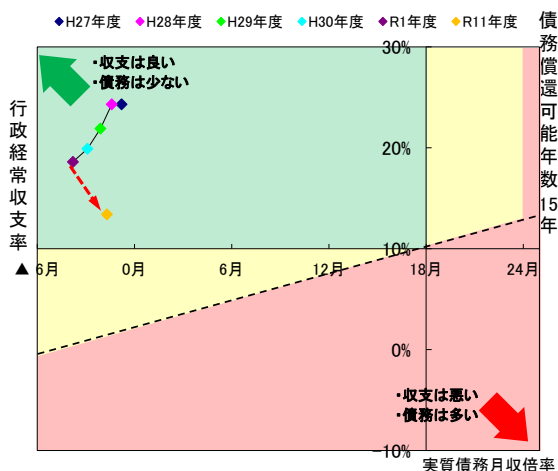 H27年度 H28年度 H29年度 H30年度 R1年度 R11年度
・収支は良い
・債務は少ない
行政経常収支率
債務償還可能年数15年
30%
20%
10%
▲6月 0月 6月 12月 18月 24月
0%
・収支は悪い
・債務は多い
-10%
実質債務月収倍率